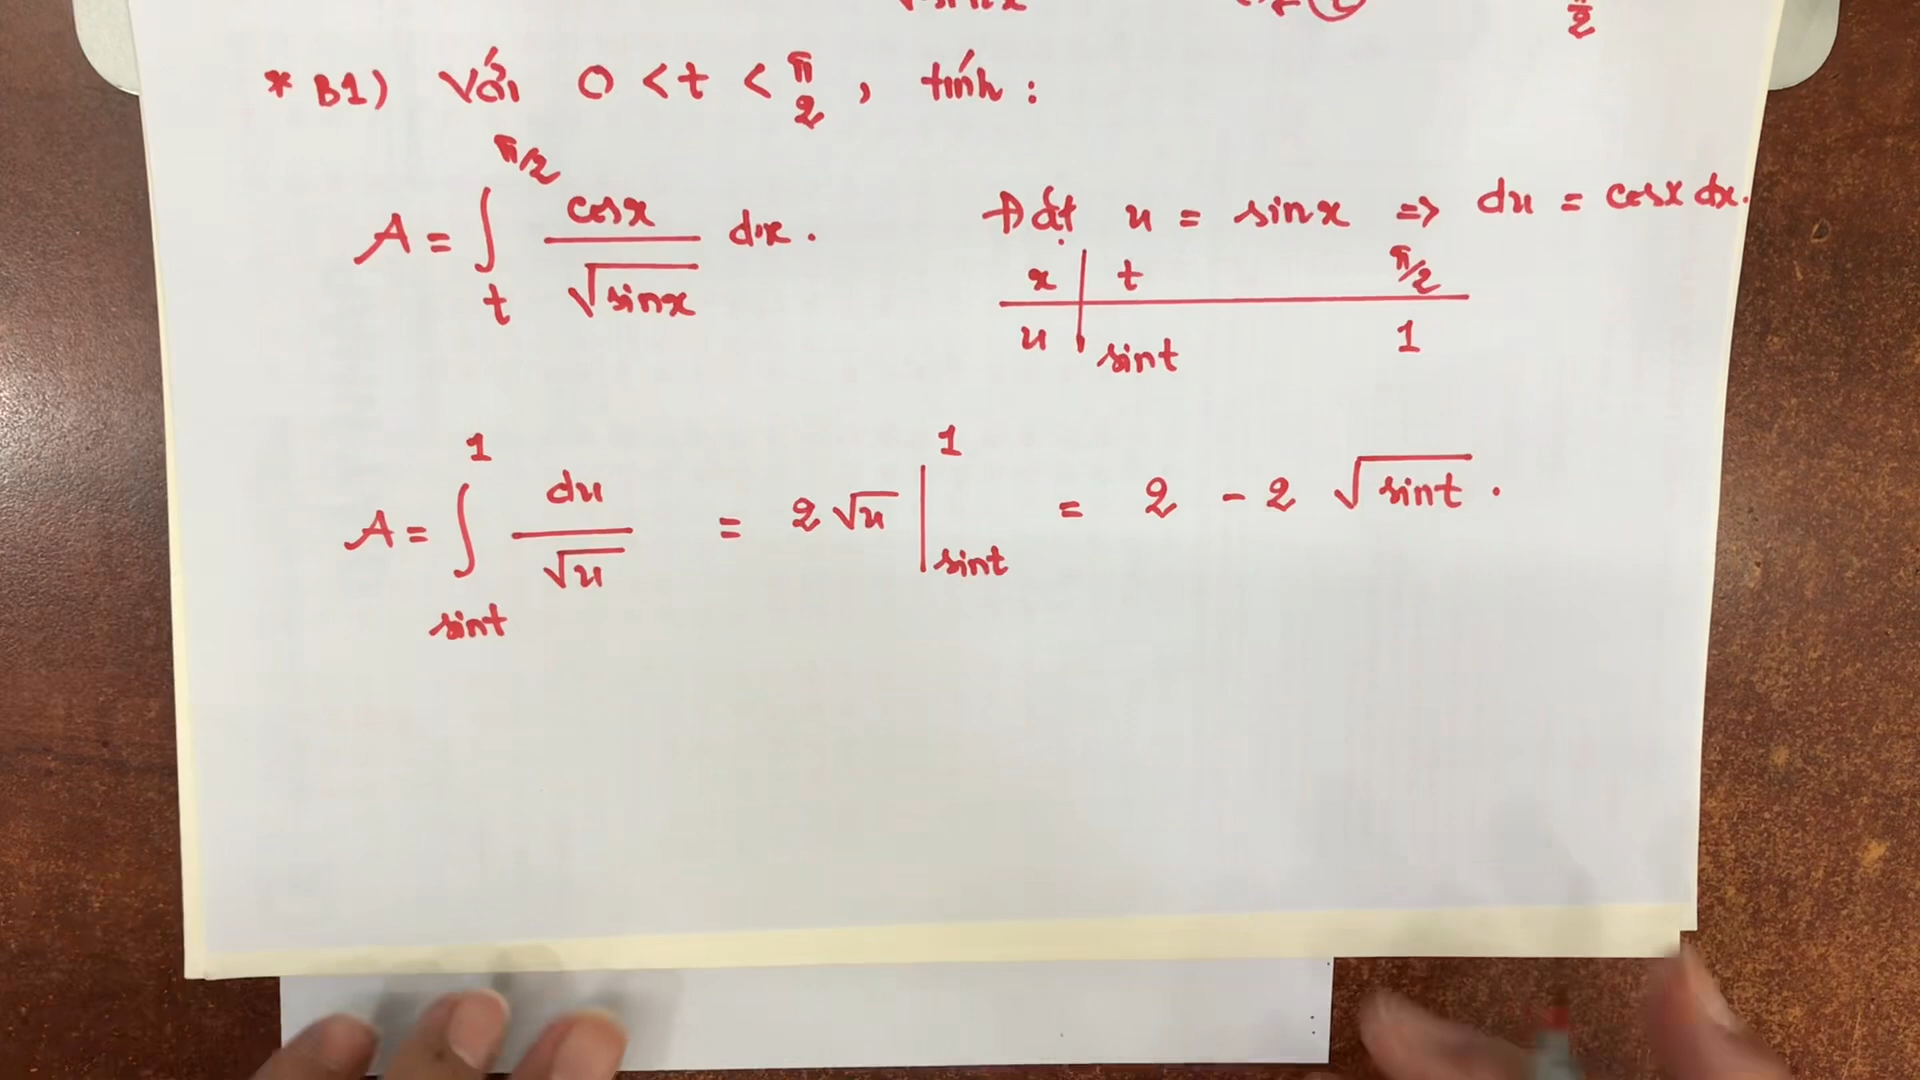 π/2
* B1) Với 0 < t < π/2 , tính :
A = ∫_t^{π/2} cosx/√sinx dx .
Đặt u = sinx => du = cosx dx.
x | t π/2
u | sint 1
A = ∫_{sint}^1 du/√u = 2√u |_{sint}^1 = 2 - 2√sint .